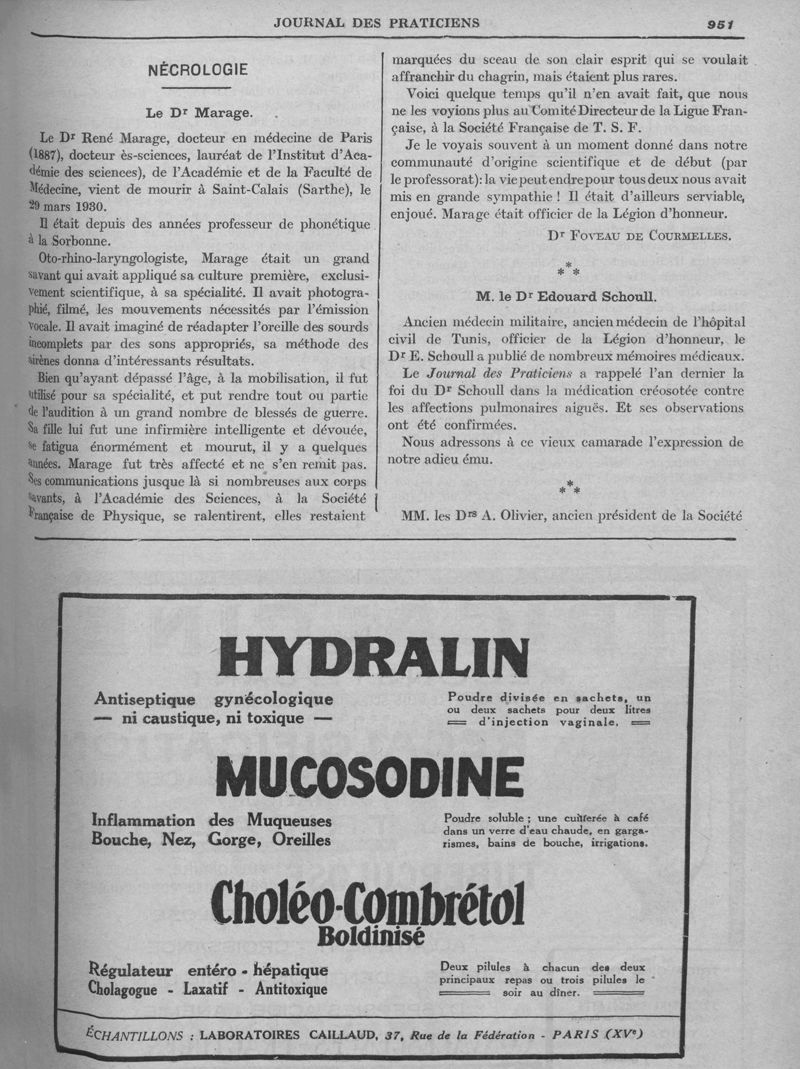 JOURNAL DES PRATICIENS
951
NÉCROLOGIE
Le Dr Marage.
Le Dr René Marage, docteur en médecine de Paris
(1887), docteur ès-sciences, lauréat de l'Institut d'Aca-
démie des sciences), de l'Académie et de la Faculté de
Médecine, vient de mourir à Saint-Calais (Sarthe), le
29 mars 1930.
Il était depuis des années professeur de phonétique
à la Sorbonne.
Oto-rhino-laryngologiste, Marage était un grand
savant qui avait appliqué sa culture première, exclusi-
vement scientifique, à sa spécialité. Il avait photogra-
phié, filmé, les mouvements nécessités par l'émission
vocale. Il avait imaginé de réadapter l'oreille des sourds
incomplets par des sons appropriés, sa méthode des
sirènes donna d'intéressants résultats.
Bien qu'ayant dépassé l'âge, à la mobilisation, il fut
utilisé pour sa spécialité, et put rendre tout ou partie
de l'audition à un grand nombre de blessés de guerre.
Sa fille lui fut une infirmière intelligente et dévouée,
se fatigua énormément et mourut, il y a quelques
années. Marage fut très affecté et ne s'en remit pas.
Ses communications jusque là si nombreuses aux corps
savants, à l'Académie des Sciences, à la Société
Française de Physique, se ralentirent, elles restaient
marquées du sceau de son clair esprit qui se voulait
affranchir du chagrin, mais étaient plus rares.
Voici quelque temps qu'il n'en avait fait, que nous
ne les voyions plus au Comité Directeur de la Ligue Fran-
çaise, à la Société Française de T. S. F.
Je le voyais souvent à un moment donné dans notre
communauté d'origine scientifique et de début (par
le professorat): la vie peut endre pour tous deux nous avait
mis en grande sympathie ! Il était d'ailleurs serviable,
enjoué. Marage était officier de la Légion d'honneur.
Dr Foveau de Courmelles.
***
M. le Dr Edouard Schoull.
Ancien médecin militaire, ancien médecin de l'hôpital
civil de Tunis, officier de la Légion d'honneur, le
Dr E. Schoull a publié de nombreux mémoires médicaux.
Le Journal des Praticiens a rappelé l'an dernier la
foi du Dr Schoull dans la médication créosotée contre
les affections pulmonaires aiguës. Et ses observations
ont été confirmées.
Nous adressons à ce vieux camarade l'expression de
notre adieu ému.
***
MM. les Drs A. Olivier, ancien président de la Société
HYDRALIN
Antiseptique gynécologique
— ni caustique, ni toxique —
Poudre divisée en sachets, un
ou deux sachets pour deux litres
d'injection vaginale.
MUCOSODINE
Inflammation des Muqueuses
Bouche, Nez, Gorge, Oreilles
Poudre soluble ; une cuillerée à café
dans un verre d'eau chaude, en garga-
rismes, bains de bouche, irrigations.
Choléo-Combrétol
Boldinisé
Régulateur entéro - hépatique
Cholagogue - Laxatif - Antitoxique
Deux pilules à chacun des deux
principaux repas ou trois pilules le
soir au dîner.
ÉCHANTILLONS : LABORATOIRES CAILLAUD, 37, Rue de la Fédération - PARIS (XVe)